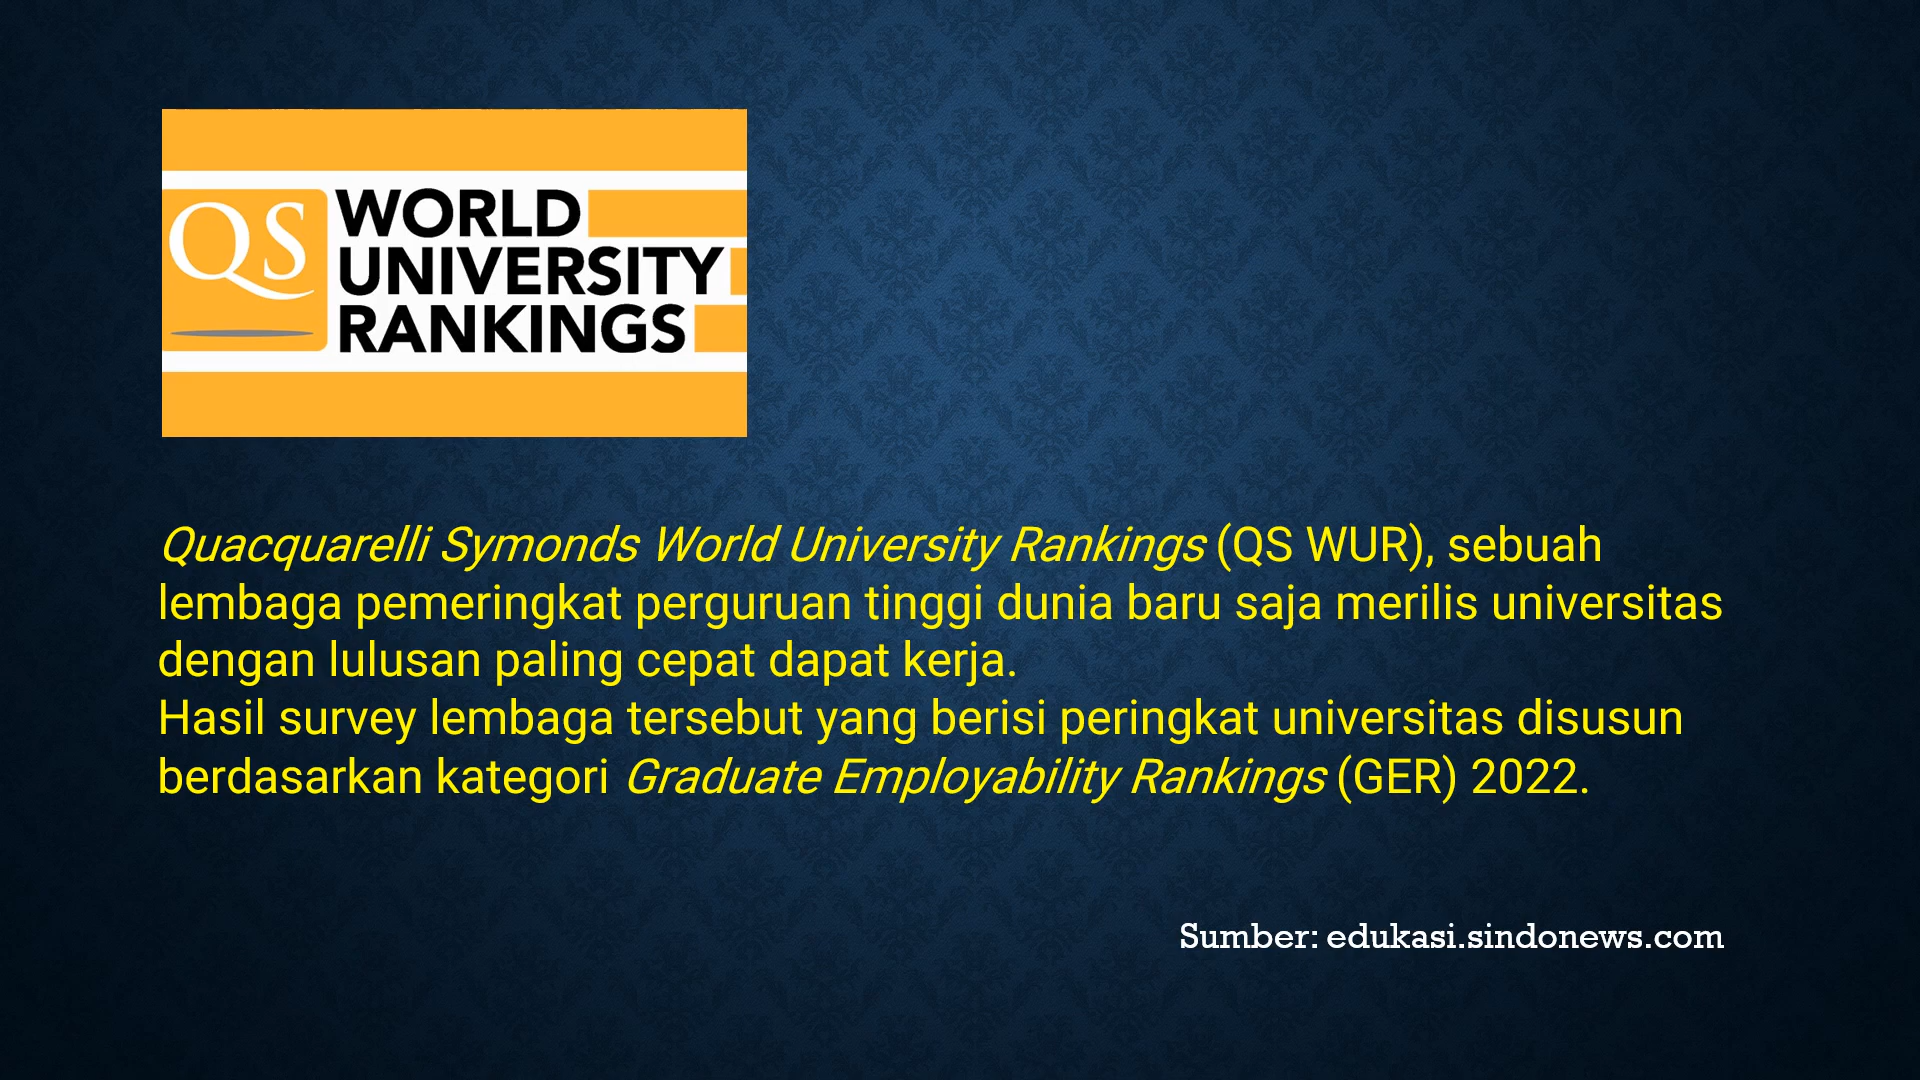 QS
WORLD
UNIVERSITY
RANKINGS
Quacquarelli Symonds World University Rankings (QS WUR), sebuah
lembaga pemeringkat perguruan tinggi dunia baru saja merilis universitas
dengan lulusan paling cepat dapat kerja.
Hasil survey lembaga tersebut yang berisi peringkat universitas disusun
berdasarkan kategori Graduate Employability Rankings (GER) 2022.
Sumber: edukasi.sindonews.com